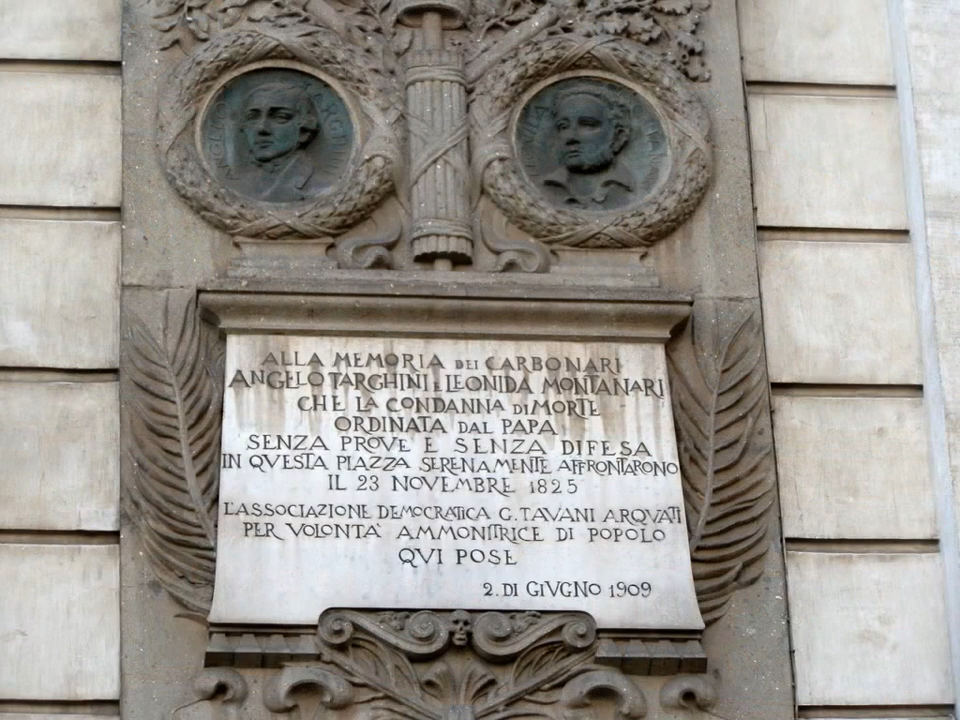 ALLA MEMORIA DEI CARBONARI
ANGELO TARGHINI E LEONIDA MONTANARI
CHE LA CONDANNA DI MORTE
ORDINATA DAL PAPA
SENZA PROVE E SENZA DIFESA
IN QVESTA PIAZZA SERENAMENTE AFFRONTARONO
IL 23 NOVEMBRE 1825
L'ASSOCIAZIONE DEMOCRATICA G. TAVANI ARQVATI
PER VOLONTA' AMMONITRICE DI POPOLO
QVI POSE
2. DI GIVGNO 1909